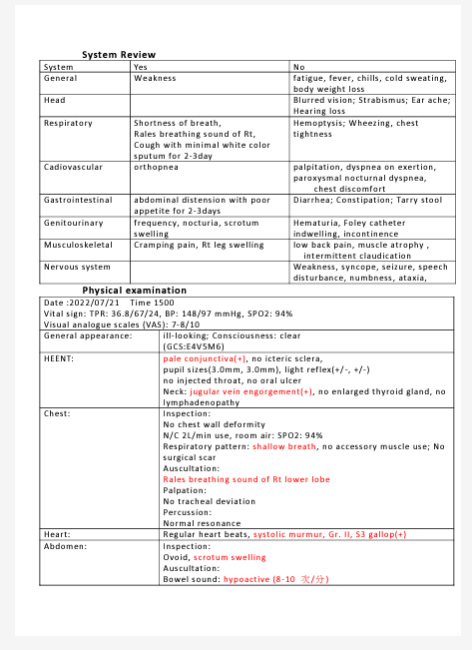 System Review
System Yes No
General Weakness fatigue, fever, chills, cold sweating,
body weight loss
Head Blurred vision; Strabismus; Ear ache;
Hearing loss
Respiratory Shortness of breath, Hemoptysis; Wheezing, chest
Rales breathing sound of Rt, tightness
Cough with minimal white color
sputum for 2-3day
Cadiovascular orthopnea palpitation, dyspnea on exertion,
paroxysmal nocturnal dyspnea,
chest discomfort
Gastrointestinal abdominal distension with poor Diarrhea; Constipation; Tarry stool
appetite for 2-3days
Genitourinary frequency, nocturia, scrotum Hematuria, Foley catheter
swelling indwelling, incontinence
Musculoskeletal Cramping pain, Rt leg swelling low back pain, muscle atrophy ,
intermittent claudication
Nervous system Weakness, syncope, seizure, speech
disturbance, numbness, ataxia,
Physical examination
Date :2022/07/21 Time 1500
Vital sign: TPR: 36.8/67/24, BP: 148/97 mmHg, SPO2: 94%
Visual analogue scales (VAS): 7-8/10
General appearance: ill-looking; Consciousness: clear
(GCS:E4V5M6)
HEENT: pale conjunctiva(+), no icteric sclera,
pupil sizes(3.0mm, 3.0mm), light reflex(+/-, +/-)
no injected throat, no oral ulcer
Neck: jugular vein engorgement(+), no enlarged thyroid gland, no
lymphadenopathy
Chest: Inspection:
No chest wall deformity
N/C 2L/min use, room air: SPO2: 94%
Respiratory pattern: shallow breath, no accessory muscle use; No
surgical scar
Auscultation:
Rales breathing sound of Rt lower lobe
Palpation:
No tracheal deviation
Percussion:
Normal resonance
Heart: Regular heart beats, systolic murmur, Gr. II, S3 gallop(+)
Abdomen: Inspection:
Ovoid, scrotum swelling
Auscultation:
Bowel sound: hypoactive (8-10 次/分)